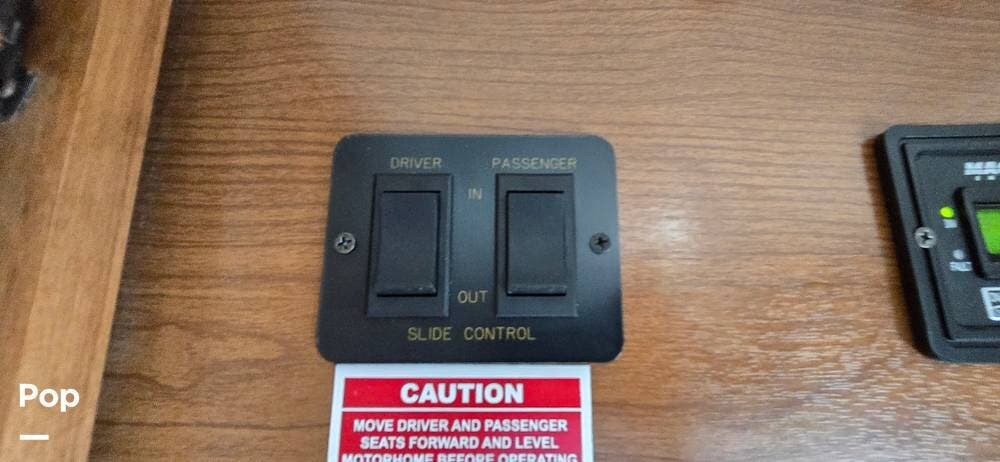 DRIVER PASSENGER
IN
OUT
SLIDE CONTROL
CAUTION
MOVE DRIVER AND PASSENGER
SEATS FORWARD AND LEVEL
MOTORHOME BEFORE OPERATING
Pop